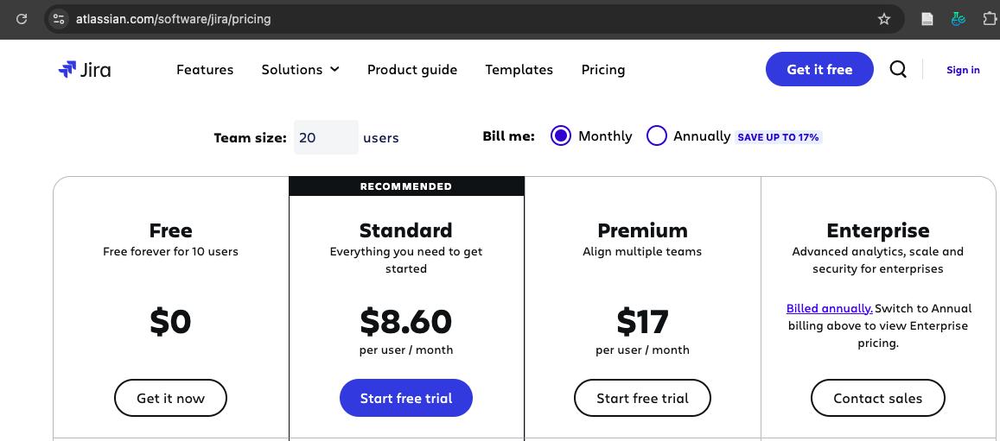 atlassian.com/software/jira/pricing
Jira Features Solutions Product guide Templates Pricing Get it free Sign in
Team size: 20 users Bill me: Monthly Annually SAVE UP TO 17%
RECOMMENDED
Free
Free forever for 10 users
$0
Get it now
Standard
Everything you need to get
started
$8.60
per user / month
Start free trial
Premium
Align multiple teams
$17
per user / month
Start free trial
Enterprise
Advanced analytics, scale and
security for enterprises
Billed annually. Switch to Annual
billing above to view Enterprise
pricing.
Contact sales